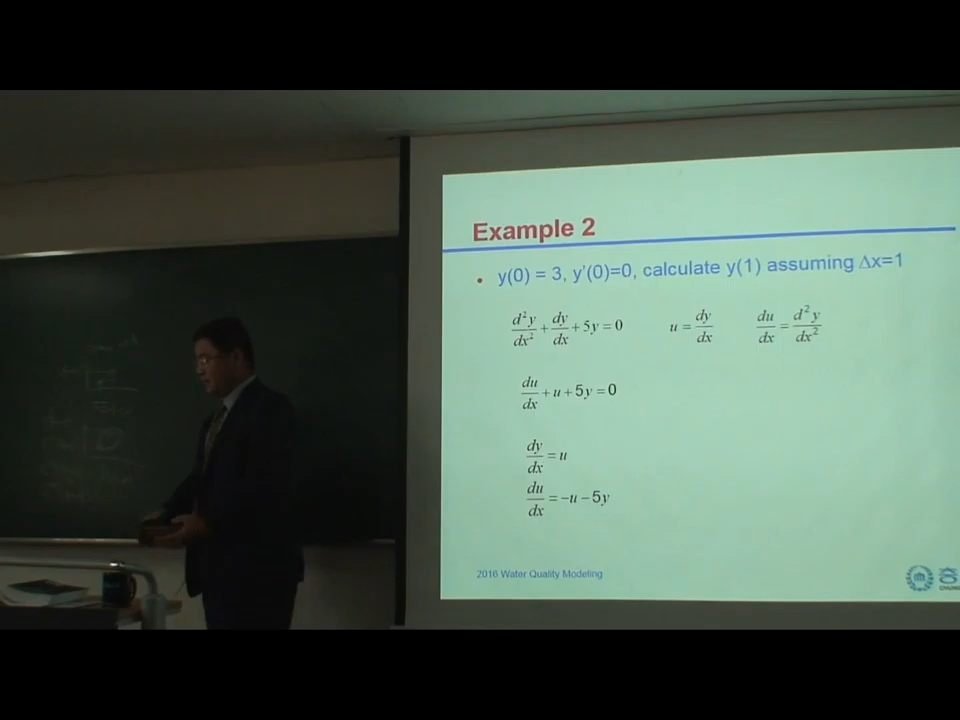 Example 2
• y(0) = 3, y'(0)=0, calculate y(1) assuming Δx=1
d²y/dx² + dy/dx + 5y = 0 u = dy/dx du/dx = d²y/dx²
du/dx + u + 5y = 0
dy/dx = u
du/dx = -u - 5y
2016 Water Quality Modeling